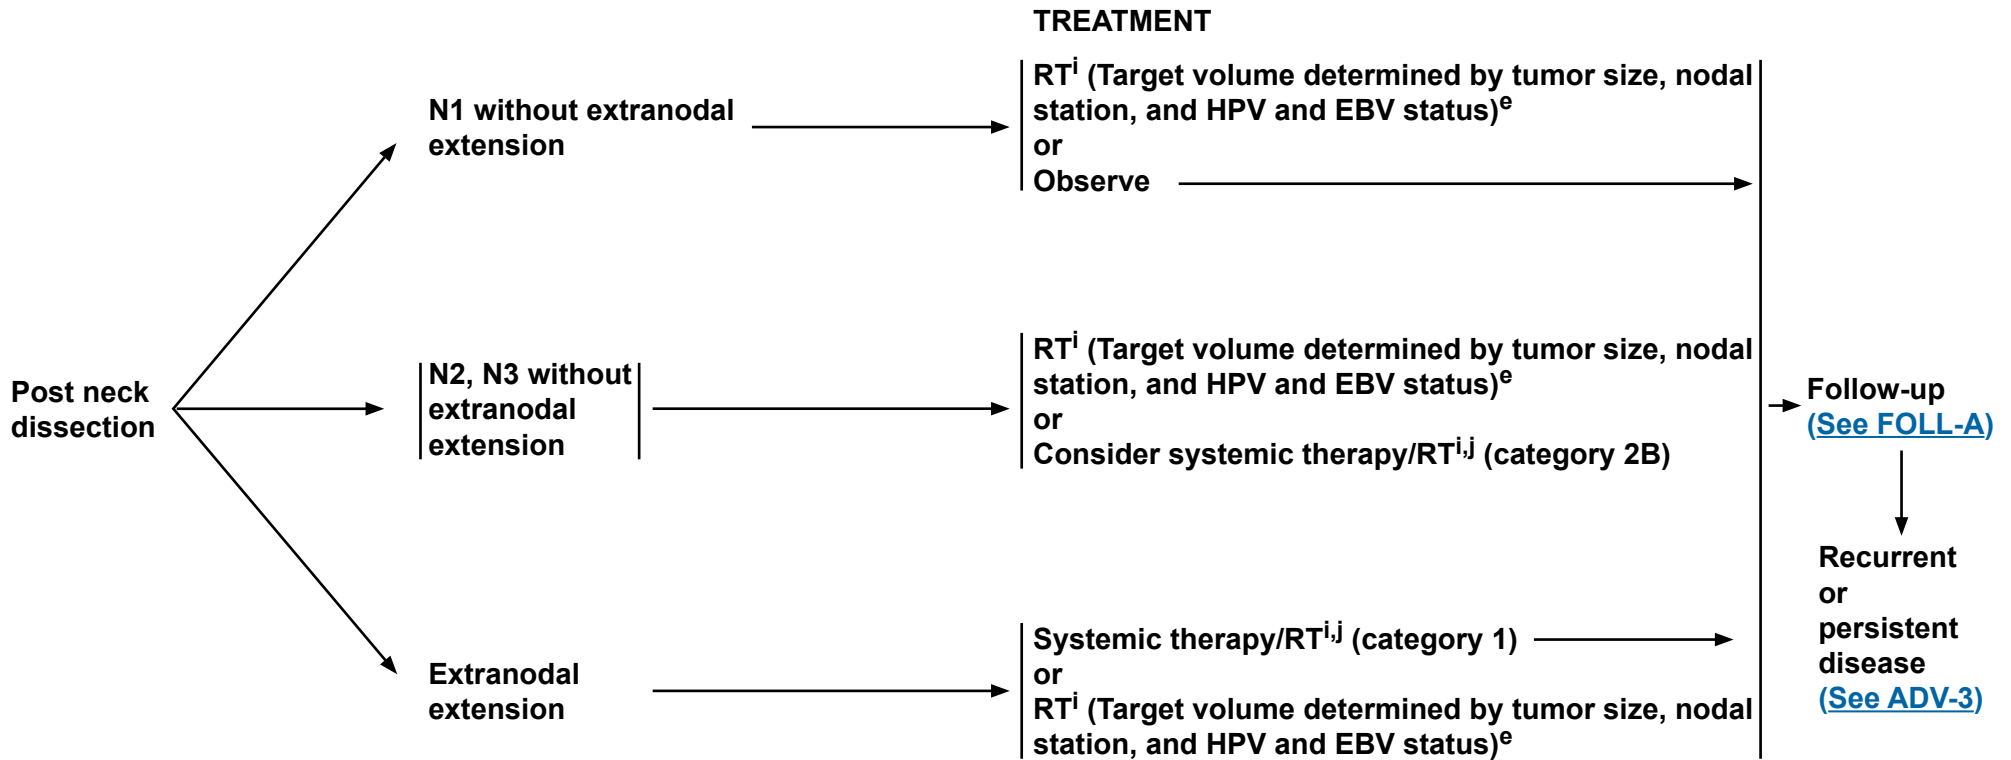 TREATMENT
Post neck
dissection
N1 without extranodal
extension
RTⁱ (Target volume determined by tumor size, nodal
station, and HPV and EBV status)ᵉ
or
Observe
N2, N3 without
extranodal
extension
RTⁱ (Target volume determined by tumor size, nodal
station, and HPV and EBV status)ᵉ
or
Consider systemic therapy/RTⁱ,ʲ (category 2B)
Extranodal
extension
Systemic therapy/RTⁱ,ʲ (category 1)
or
RTⁱ (Target volume determined by tumor size, nodal
station, and HPV and EBV status)ᵉ
Follow-up
(See FOLL-A)
Recurrent
or
persistent
disease
(See ADV-3)